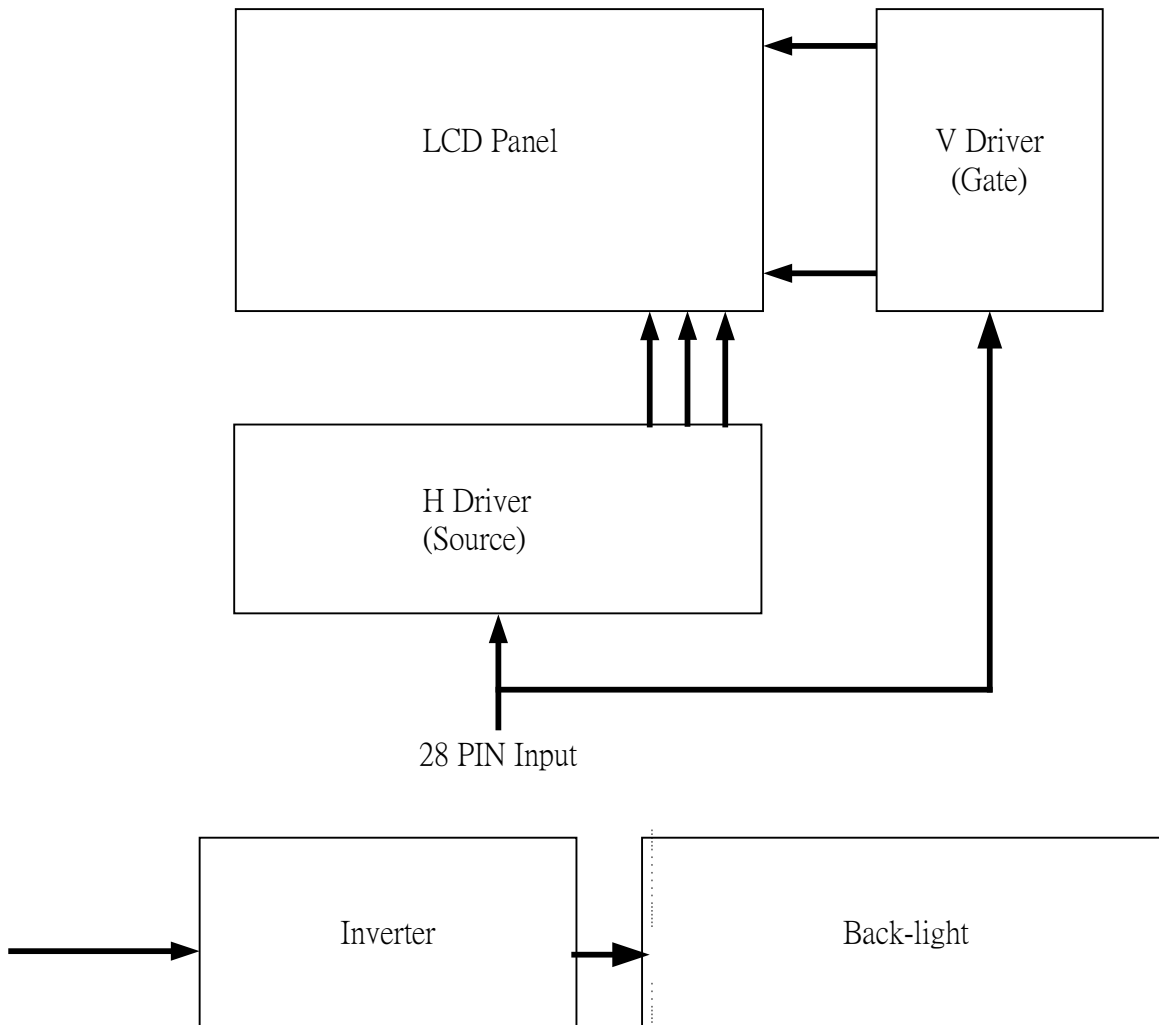 LCD Panel
V Driver
(Gate)
H Driver
(Source)
28 PIN Input
Inverter
Back-light